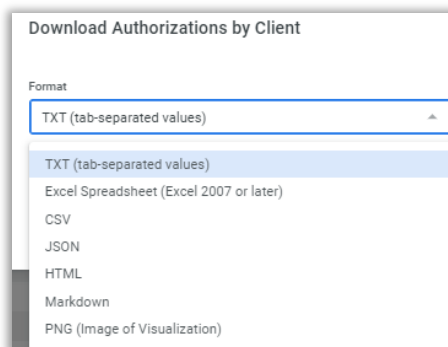 Download Authorizations by Client
Format
TXT (tab-separated values)
TXT (tab-separated values)
Excel Spreadsheet (Excel 2007 or later)
CSV
JSON
HTML
Markdown
PNG (Image of Visualization)